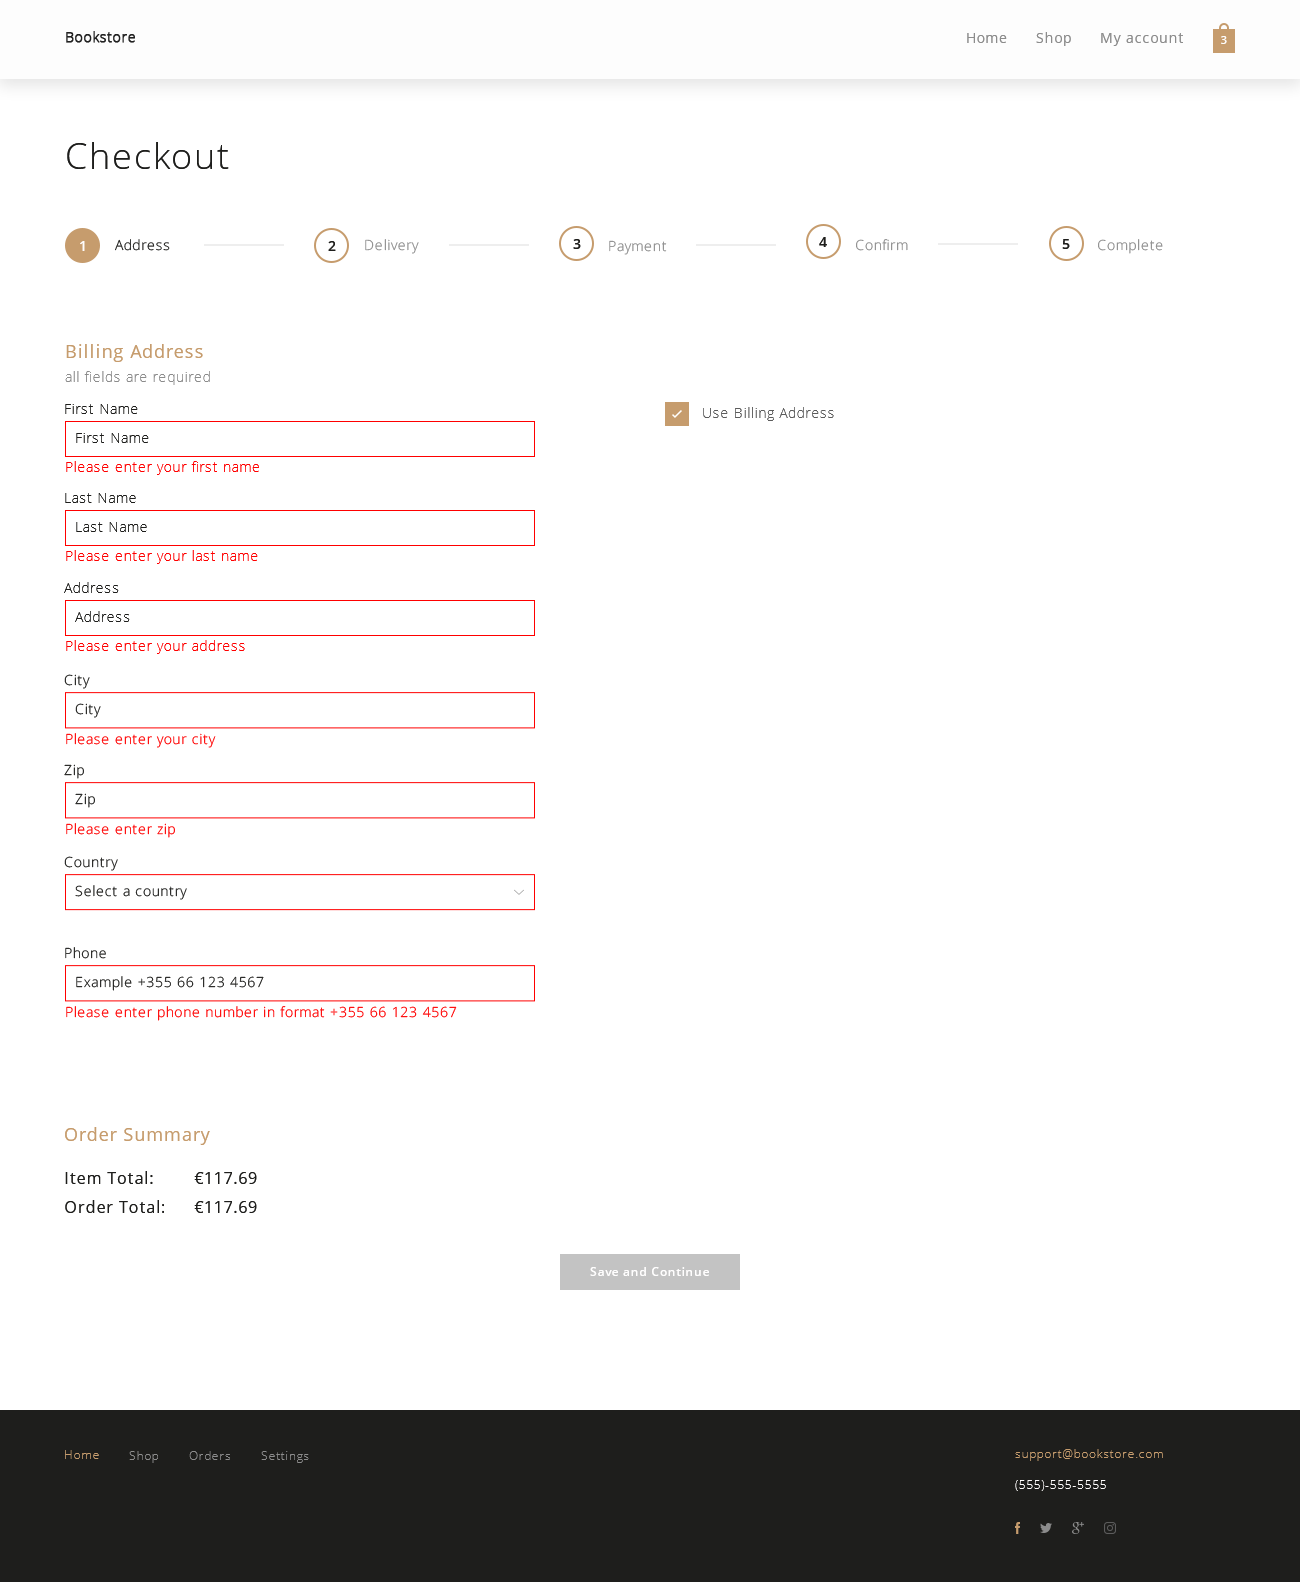 Bookstore
Home
Shop
My account
3
Checkout
1 Address
2 Delivery
3 Payment
4 Confirm
5 Complete
Billing Address
all fields are required
First Name
First Name
Please enter your first name
Use Billing Address
Last Name
Last Name
Please enter your last name
Address
Address
Please enter your address
City
City
Please enter your city
Zip
Zip
Please enter zip
Country
Select a country
Phone
Example +355 66 123 4567
Please enter phone number in format +355 66 123 4567
Order Summary
Item Total: €117.69
Order Total: €117.69
Save and Continue
Home
Shop
Orders
Settings
support@bookstore.com
(555)-555-5555